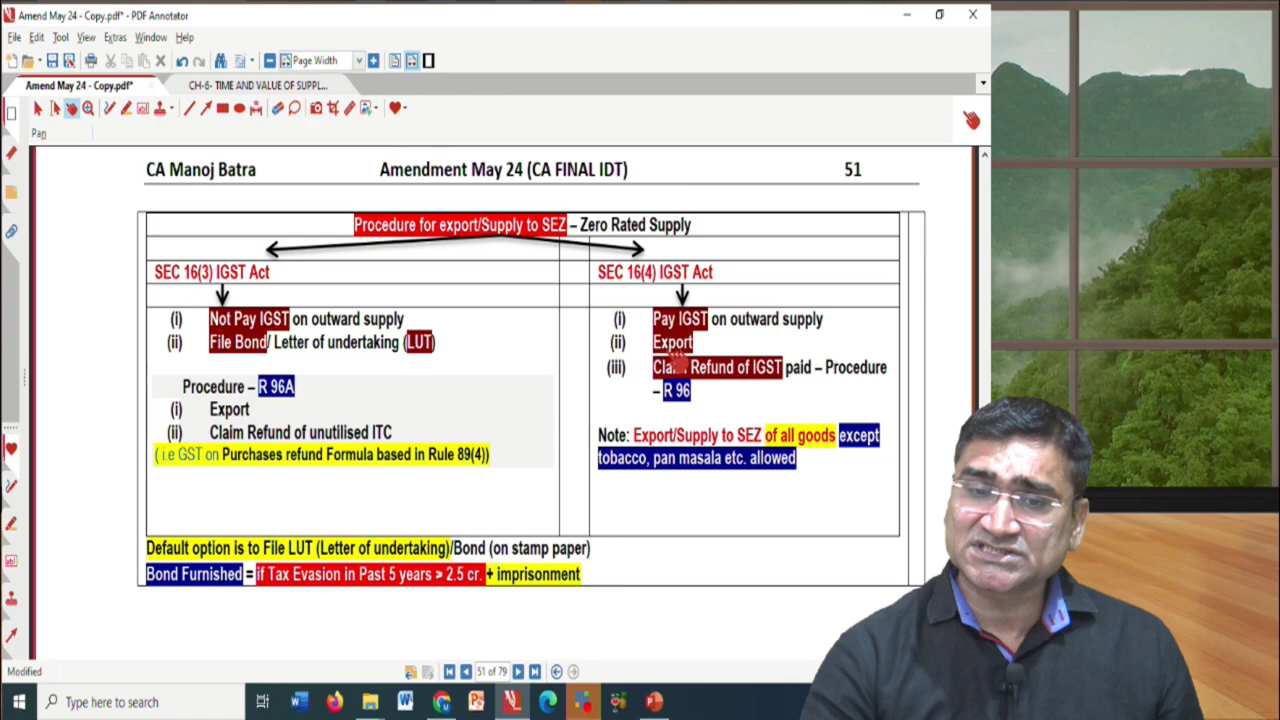 Amend May 24 - Copy.pdf* - PDF Annotator
File Edit Tool View Extras Window Help
Page Width
Amend May 24 - Copy.pdf* CH-6- TIME AND VALUE OF SUPPL...
Pan
CA Manoj Batra Amendment May 24 (CA FINAL IDT) 51
Procedure for export/Supply to SEZ – Zero Rated Supply
SEC 16(3) IGST Act
(i) Not Pay IGST on outward supply
(ii) File Bond/ Letter of undertaking (LUT)
Procedure – R 96A
(i) Export
(ii) Claim Refund of unutilised ITC
( i.e GST on Purchases refund Formula based in Rule 89(4))
SEC 16(4) IGST Act
(i) Pay IGST on outward supply
(ii) Export
(iii) Claim Refund of IGST paid – Procedure
– R 96
Note: Export/Supply to SEZ of all goods except
tobacco, pan masala etc. allowed
Default option is to File LUT (Letter of undertaking)/Bond (on stamp paper)
Bond Furnished = if Tax Evasion in Past 5 years > 2.5 cr. + imprisonment
Modified
51 of 79
Type here to search